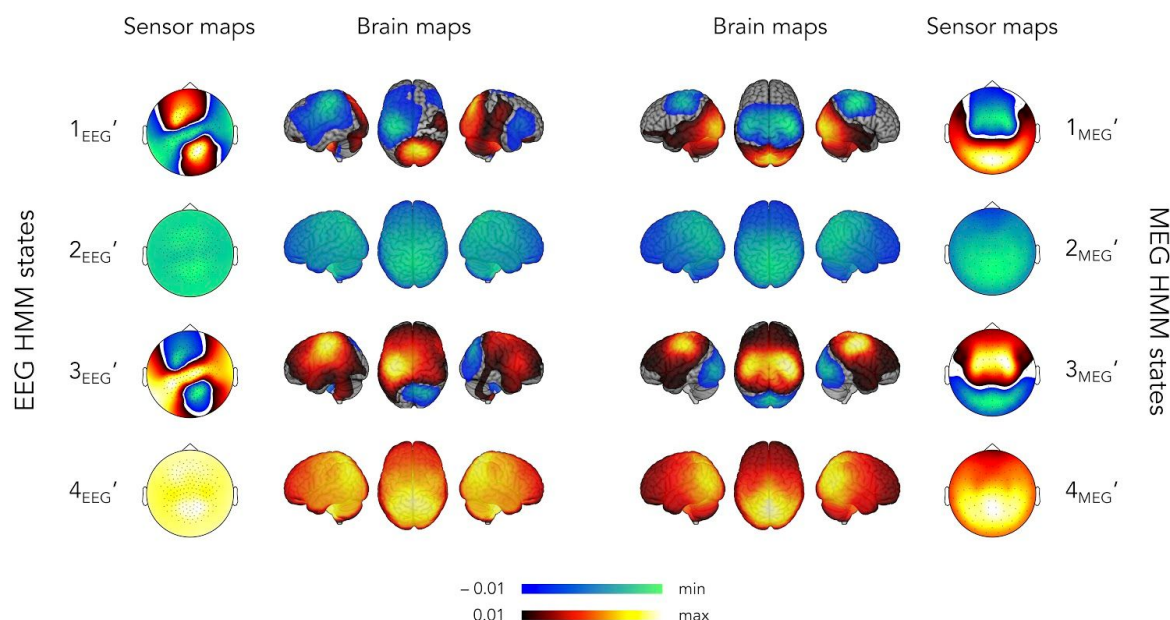 Sensor maps Brain maps Brain maps Sensor maps
1EEG′ 1MEG′
2EEG′ 2MEG′
EEG HMM states MEG HMM states
3EEG′ 3MEG′
4EEG′ 4MEG′
– 0.01 min
0.01 max